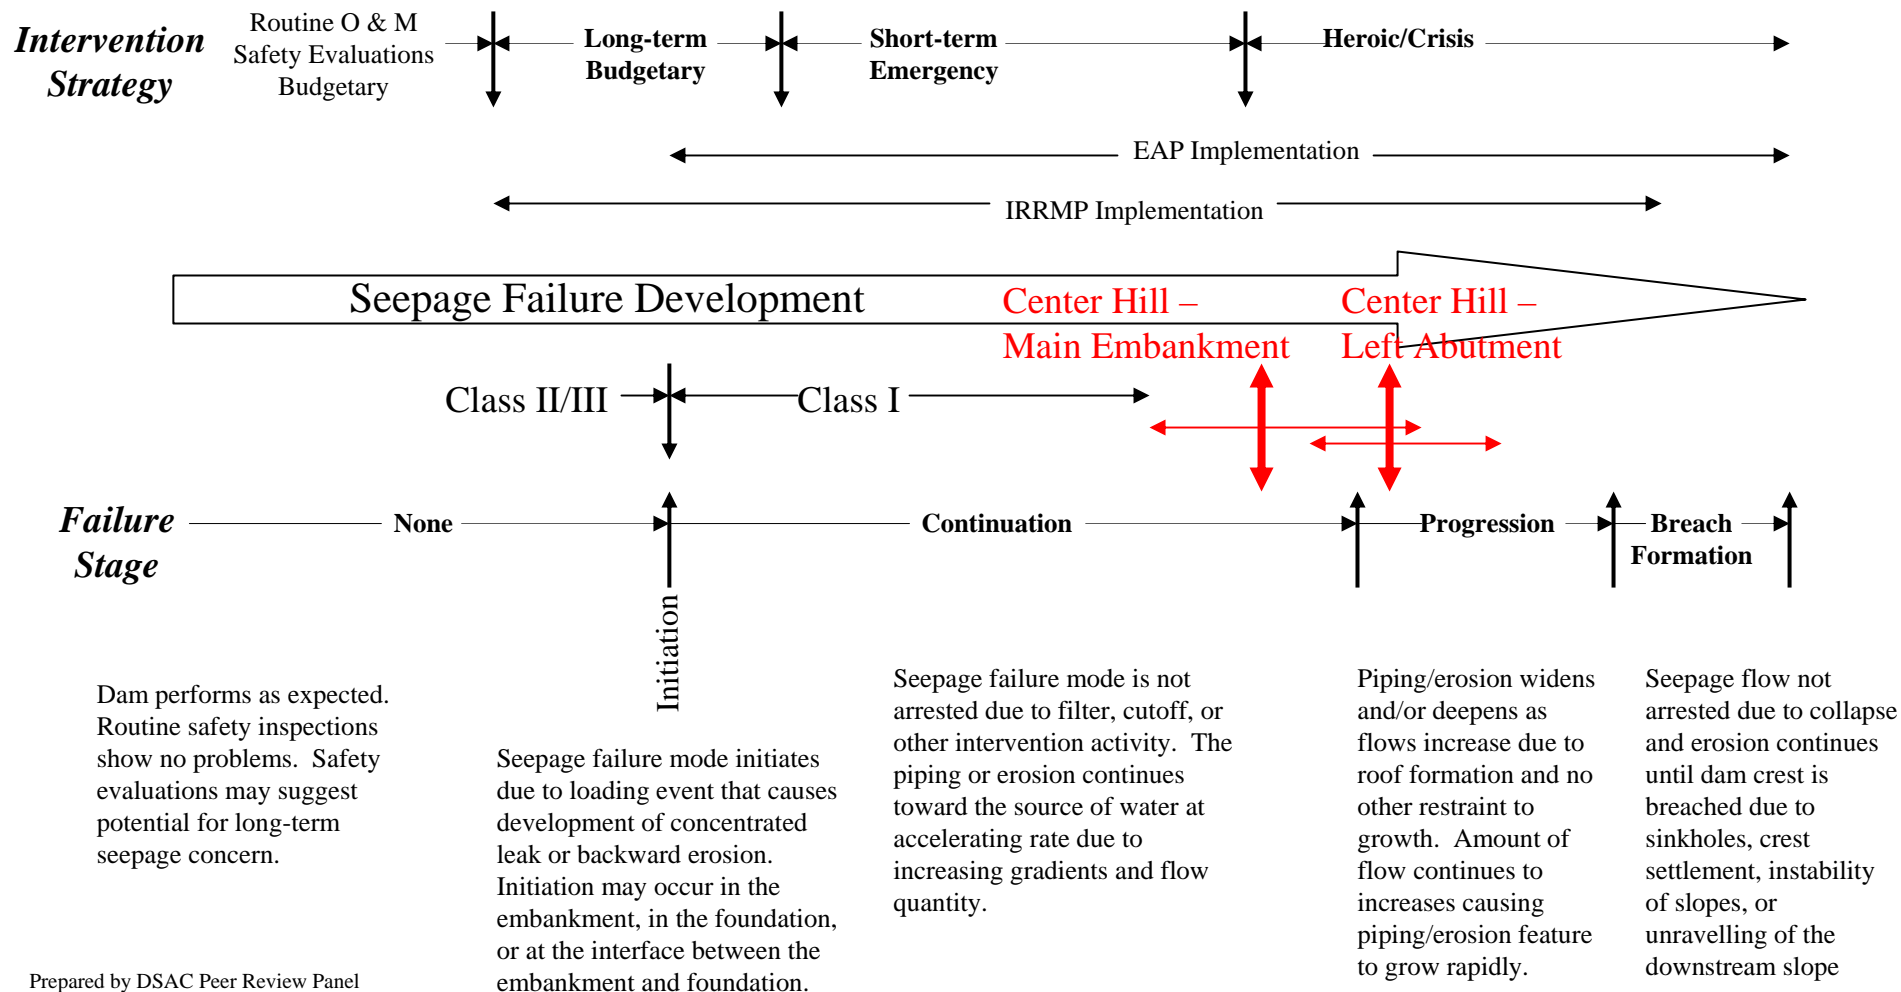 Intervention
Strategy
Routine O & M
Safety Evaluations
Budgetary
Long-term
Budgetary
Short-term
Emergency
Heroic/Crisis
EAP Implementation
IRRMP Implementation
Seepage Failure Development
Center Hill –
Main Embankment
Center Hill –
Left Abutment
Class II/III
Class I
Failure
Stage
None
Continuation
Progression
Breach
Formation
Initiation
Dam performs as expected.
Routine safety inspections
show no problems.  Safety
evaluations may suggest
potential for long-term
seepage concern.
Seepage failure mode initiates
due to loading event that causes
development of concentrated
leak or backward erosion.
Initiation may occur in the
embankment, in the foundation,
or at the interface between the
embankment and foundation.
Seepage failure mode is not
arrested due to filter, cutoff, or
other intervention activity.  The
piping or erosion continues
toward the source of water at
accelerating rate due to
increasing gradients and flow
quantity.
Piping/erosion widens
and/or deepens as
flows increase due to
roof formation and no
other restraint to
growth.  Amount of
flow continues to
increases causing
piping/erosion feature
to grow rapidly.
Seepage flow not
arrested due to collapse
and erosion continues
until dam crest is
breached due to
sinkholes, crest
settlement, instability
of slopes, or
unravelling of the
downstream slope
Prepared by DSAC Peer Review Panel